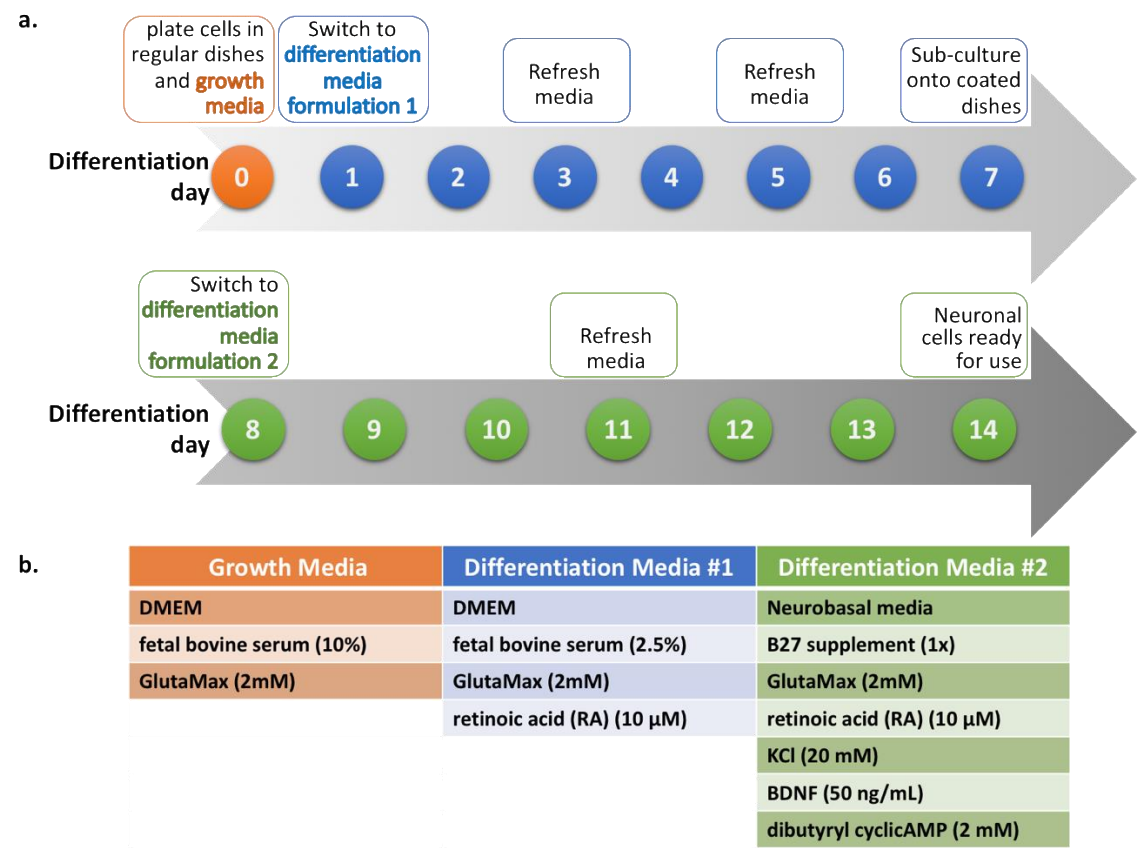 a.
plate cells in
regular dishes
and growth
media
Switch to
differentiation
media
formulation 1
Refresh
media
Refresh
media
Sub-culture
onto coated
dishes
Differentiation
day
0
1
2
3
4
5
6
7
Switch to
differentiation
media
formulation 2
Refresh
media
Neuronal
cells ready
for use
Differentiation
day
8
9
10
11
12
13
14
b.
Growth Media
Differentiation Media #1
Differentiation Media #2
DMEM
DMEM
Neurobasal media
fetal bovine serum (10%)
fetal bovine serum (2.5%)
B27 supplement (1x)
GlutaMax (2mM)
GlutaMax (2mM)
GlutaMax (2mM)
retinoic acid (RA) (10 µM)
retinoic acid (RA) (10 µM)
KCl (20 mM)
BDNF (50 ng/mL)
dibutyryl cyclicAMP (2 mM)